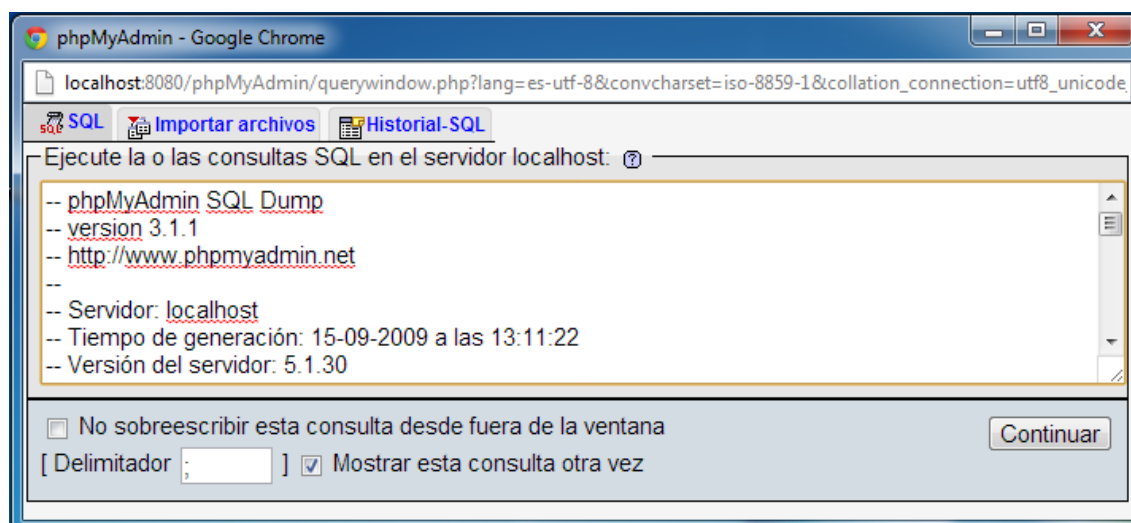 phpMyAdmin - Google Chrome
localhost:8080/phpMyAdmin/querywindow.php?lang=es-utf-8&convcharset=iso-8859-1&collation_connection=utf8_unicode_
SQL Importar archivos Historial-SQL
Ejecute la o las consultas SQL en el servidor localhost:
-- phpMyAdmin SQL Dump
-- version 3.1.1
-- http://www.phpmyadmin.net
--
-- Servidor: localhost
-- Tiempo de generación: 15-09-2009 a las 13:11:22
-- Versión del servidor: 5.1.30
No sobreescribir esta consulta desde fuera de la ventana
Continuar
[ Delimitador ; ] Mostrar esta consulta otra vez